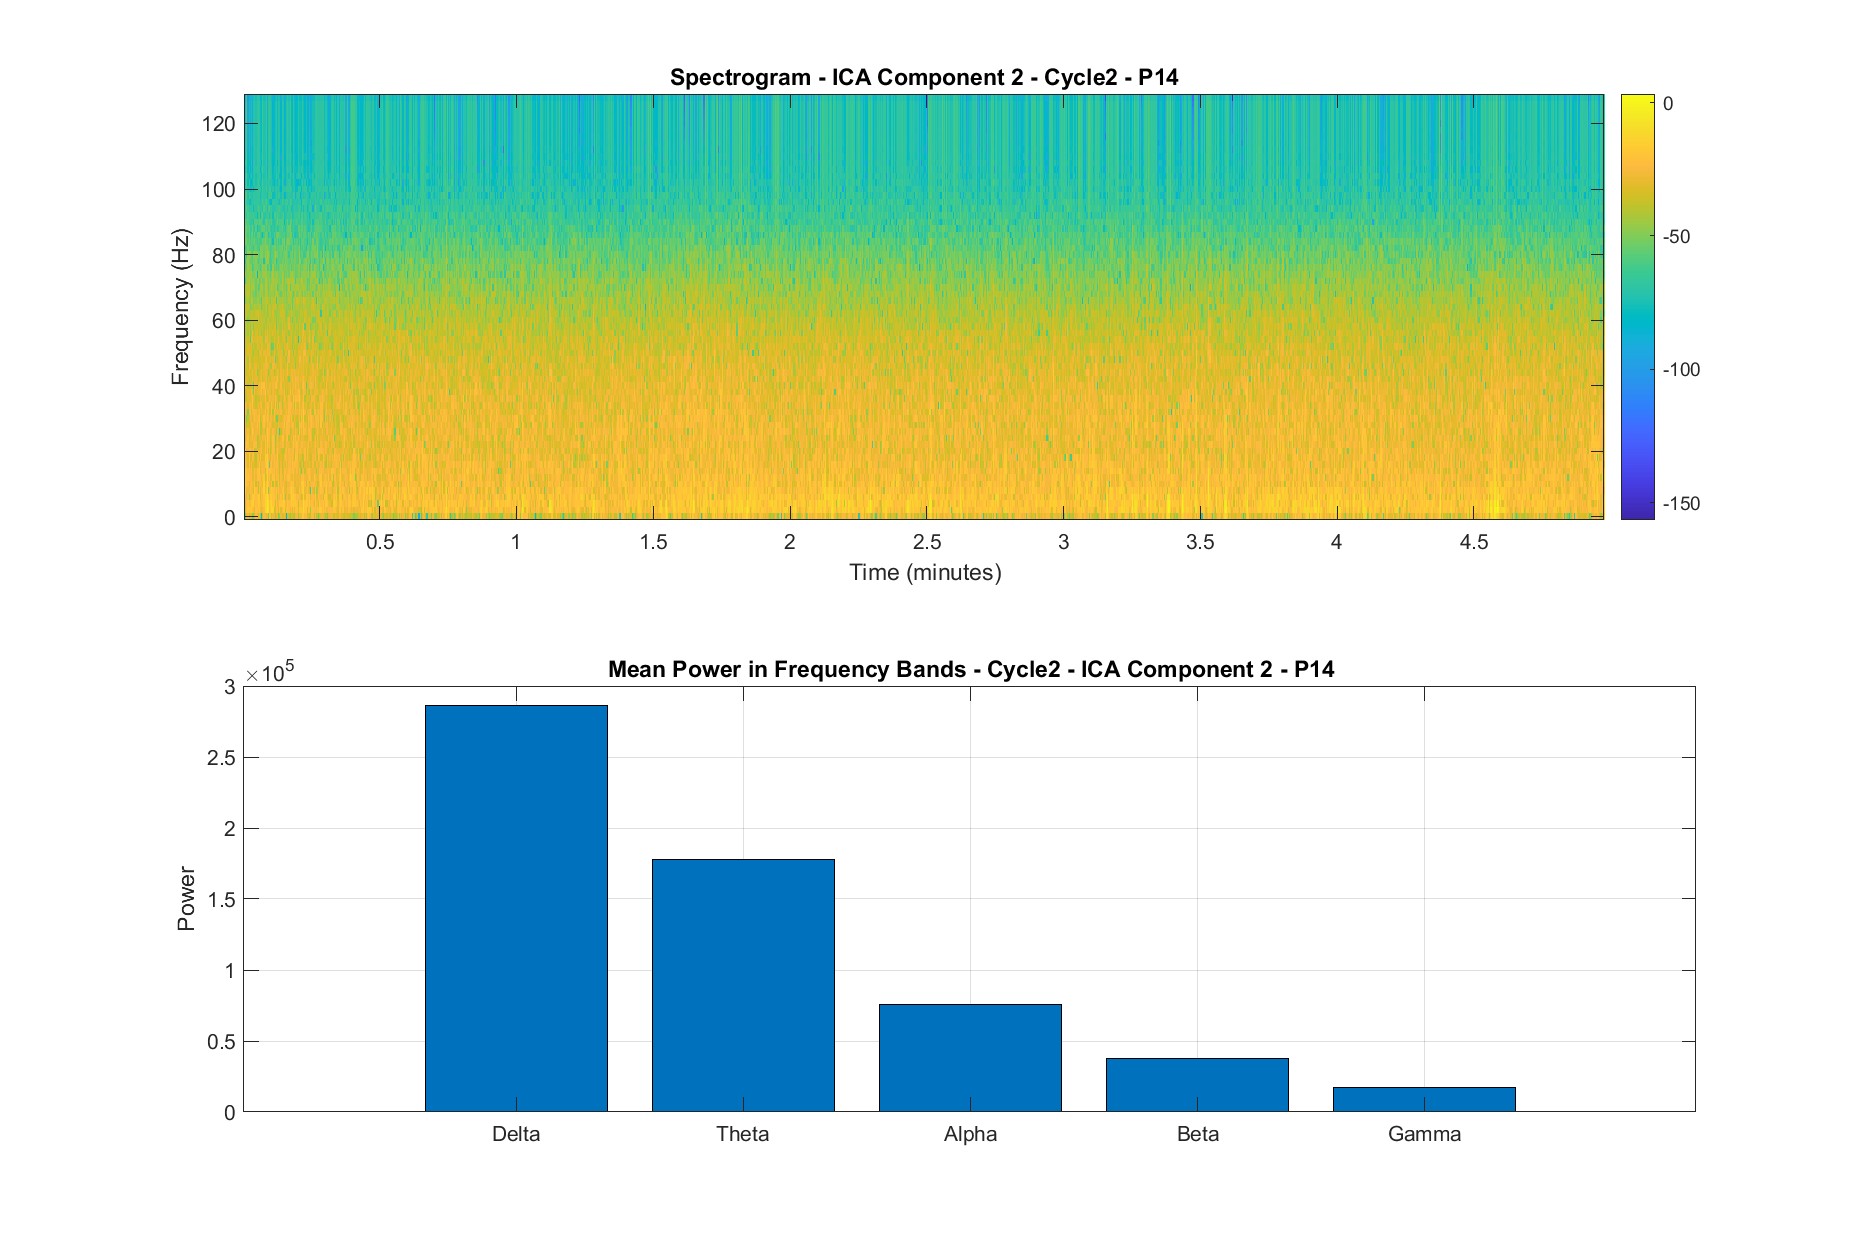 Spectrogram - ICA Component 2 - Cycle2 - P14
Frequency (Hz)
120
100
80
60
40
20
0
0.5 1 1.5 2 2.5 3 3.5 4 4.5
Time (minutes)
0
-50
-100
-150
Mean Power in Frequency Bands - Cycle2 - ICA Component 2 - P14
×10⁵
Power
3
2.5
2
1.5
1
0.5
0
Delta Theta Alpha Beta Gamma